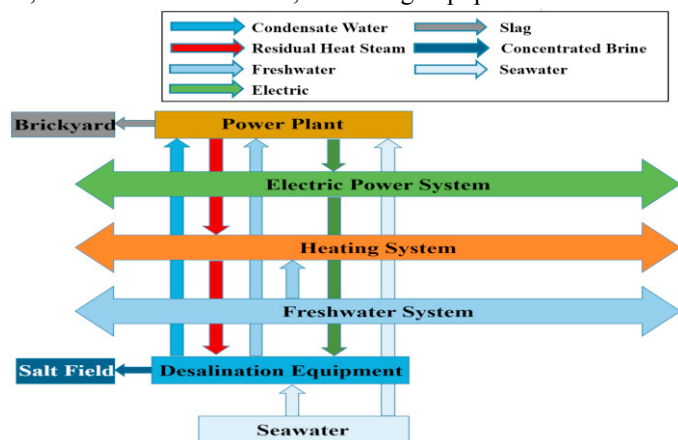 Condensate Water
Slag
Residual Heat Steam
Concentrated Brine
Freshwater
Seawater
Electric
Brickyard
Power Plant
Electric Power System
Heating System
Freshwater System
Salt Field
Desalination Equipment
Seawater